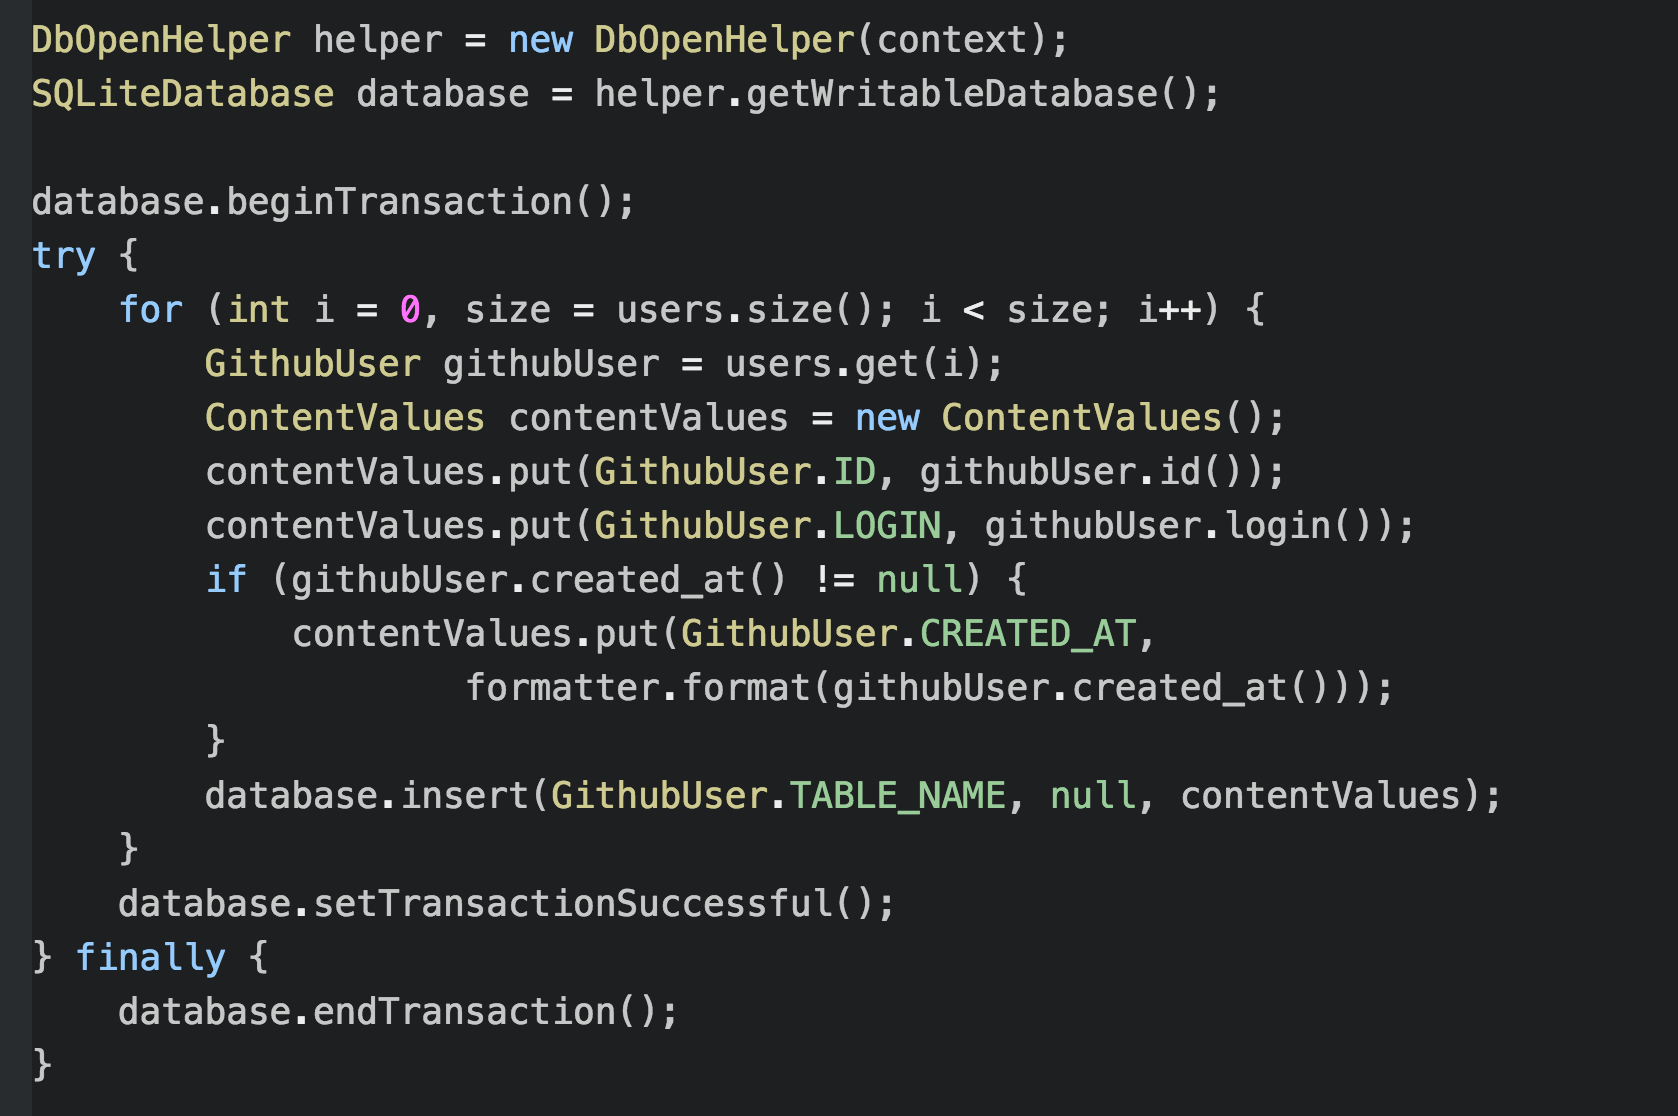 DbOpenHelper helper = new DbOpenHelper(context);
SQLiteDatabase database = helper.getWritableDatabase();

database.beginTransaction();
try {
    for (int i = 0, size = users.size(); i < size; i++) {
        GithubUser githubUser = users.get(i);
        ContentValues contentValues = new ContentValues();
        contentValues.put(GithubUser.ID, githubUser.id());
        contentValues.put(GithubUser.LOGIN, githubUser.login());
        if (githubUser.created_at() != null) {
            contentValues.put(GithubUser.CREATED_AT,
                    formatter.format(githubUser.created_at()));
        }
        database.insert(GithubUser.TABLE_NAME, null, contentValues);
    }
    database.setTransactionSuccessful();
} finally {
    database.endTransaction();
}